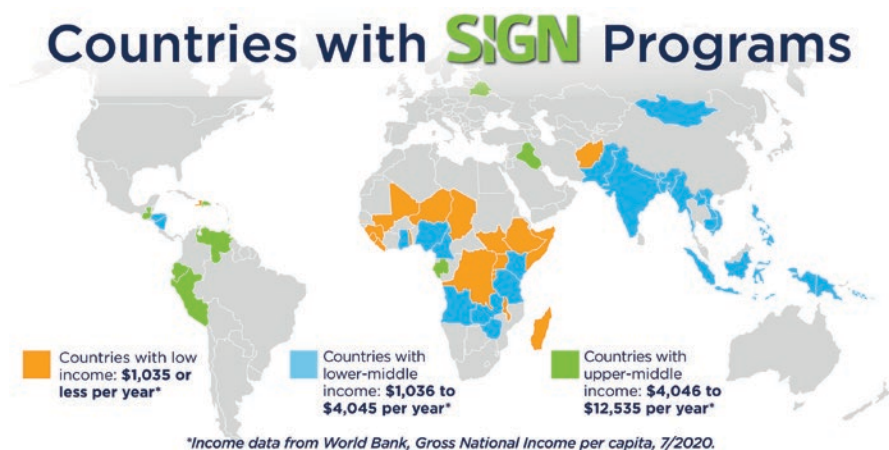 Countries with SIGN Programs
Countries with low
income: $1,035 or
less per year*
Countries with
lower-middle
income: $1,036 to
$4,045 per year*
Countries with
upper-middle
income: $4,046 to
$12,535 per year*
*Income data from World Bank, Gross National Income per capita, 7/2020.